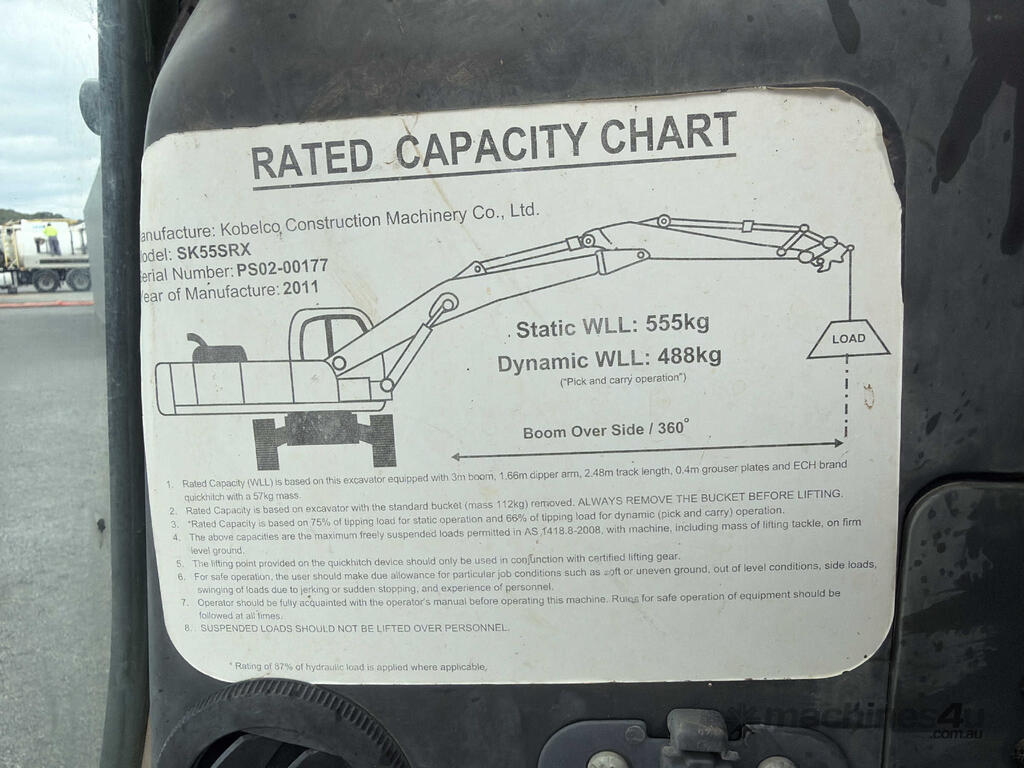 RATED CAPACITY CHART
anufacture: Kobelco Construction Machinery Co., Ltd.
odel: SK55SRX
erial Number: PS02-00177
Year of Manufacture: 2011
Static WLL: 555kg
Dynamic WLL: 488kg
("Pick and carry operation")
LOAD
Boom Over Side / 360°
1. Rated Capacity (WLL) is based on this excavator equipped with 3m boom, 1.66m dipper arm, 2.48m track length, 0.4m grouser plates and ECH brand
quickhitch with a 57kg mass.
2. Rated Capacity is based on excavator with the standard bucket (mass 112kg) removed. ALWAYS REMOVE THE BUCKET BEFORE LIFTING.
3. *Rated Capacity is based on 75% of tipping load for static operation and 66% of tipping load for dynamic (pick and carry) operation.
4. The above capacities are the maximum freely suspended loads permitted in AS 1418.8-2008, with machine, including mass of lifting tackle, on firm
level ground.
5. The lifting point provided on the quickhitch device should only be used in conjunction with certified lifting gear.
6. For safe operation, the user should make due allowance for particular job conditions such as soft or uneven ground, out of level conditions, side loads,
swinging of loads due to jerking or sudden stopping, and experience of personnel.
7. Operator should be fully acquainted with the operator's manual before operating this machine. Rules for safe operation of equipment should be
followed at all times.
8. SUSPENDED LOADS SHOULD NOT BE LIFTED OVER PERSONNEL.
* Rating of 87% of hydraulic load is applied where applicable.
machines4u
.com.au